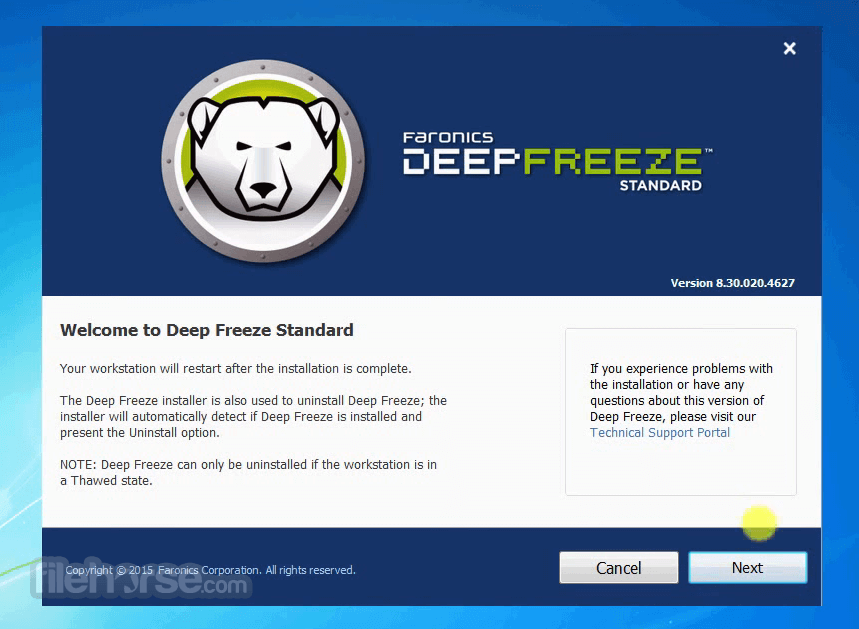 Faronics
DEEPFREEZE™
STANDARD
Version 8.30.020.4627
Welcome to Deep Freeze Standard
Your workstation will restart after the installation is complete.
The Deep Freeze installer is also used to uninstall Deep Freeze; the
installer will automatically detect if Deep Freeze is installed and
present the Uninstall option.
NOTE: Deep Freeze can only be uninstalled if the workstation is in
a Thawed state.
If you experience problems with
the installation or have any
questions about this version of
Deep Freeze, please visit our
Technical Support Portal
Copyright © 2015 Faronics Corporation. All rights reserved.
filehorse.com
Cancel
Next